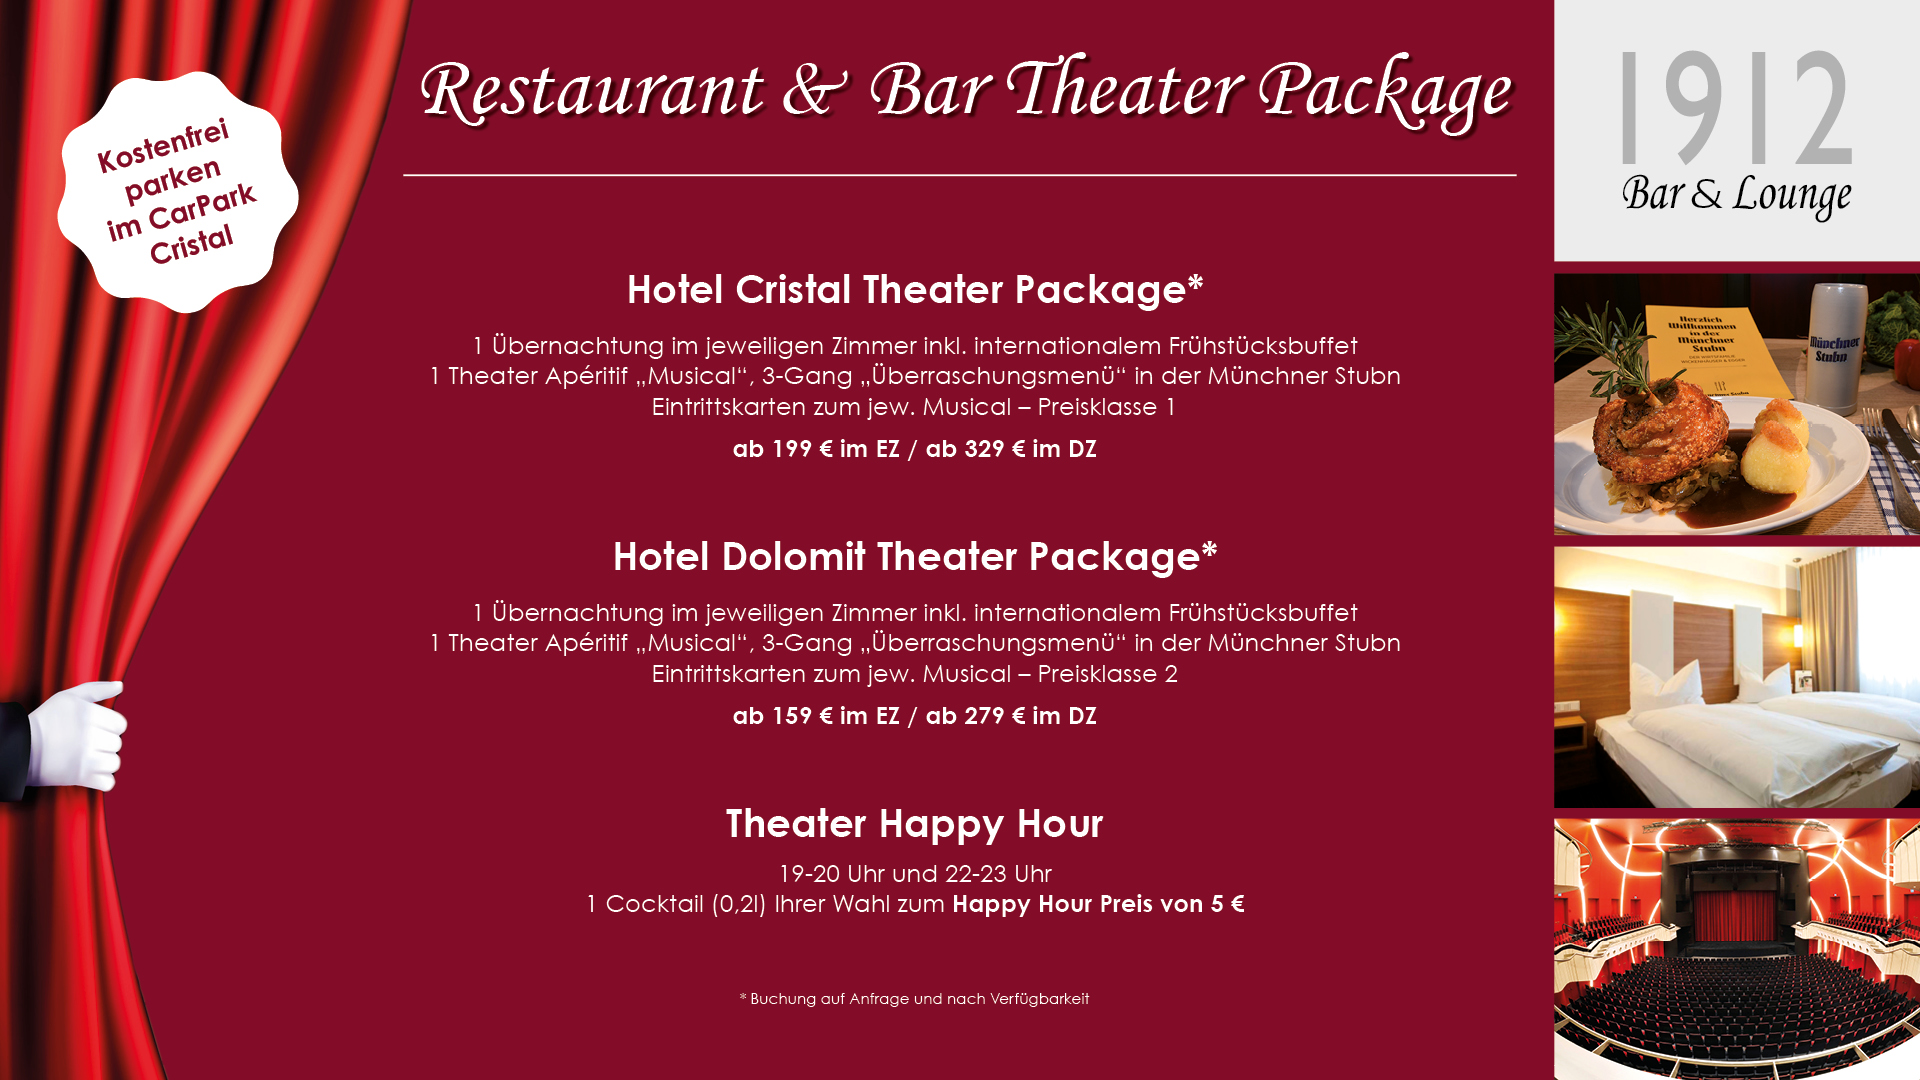 Kostenfrei
parken
im CarPark
Cristal
Restaurant & Bar Theater Package
Hotel Cristal Theater Package*
1 Übernachtung im jeweiligen Zimmer inkl. internationalem Frühstücksbuffet
1 Theater Apéritif „Musical“, 3-Gang „Überraschungsmenü“ in der Münchner Stubn
Eintrittskarten zum jew. Musical – Preisklasse 1
ab 199 € im EZ / ab 329 € im DZ
Hotel Dolomit Theater Package*
1 Übernachtung im jeweiligen Zimmer inkl. internationalem Frühstücksbuffet
1 Theater Apéritif „Musical“, 3-Gang „Überraschungsmenü“ in der Münchner Stubn
Eintrittskarten zum jew. Musical – Preisklasse 2
ab 159 € im EZ / ab 279 € im DZ
Theater Happy Hour
19-20 Uhr und 22-23 Uhr
1 Cocktail (0,2l) Ihrer Wahl zum Happy Hour Preis von 5 €
* Buchung auf Anfrage und nach Verfügbarkeit
1912
Bar & Lounge
Herzlich
Willkommen
in der
Münchner
Stubn
Münchner
Stubn